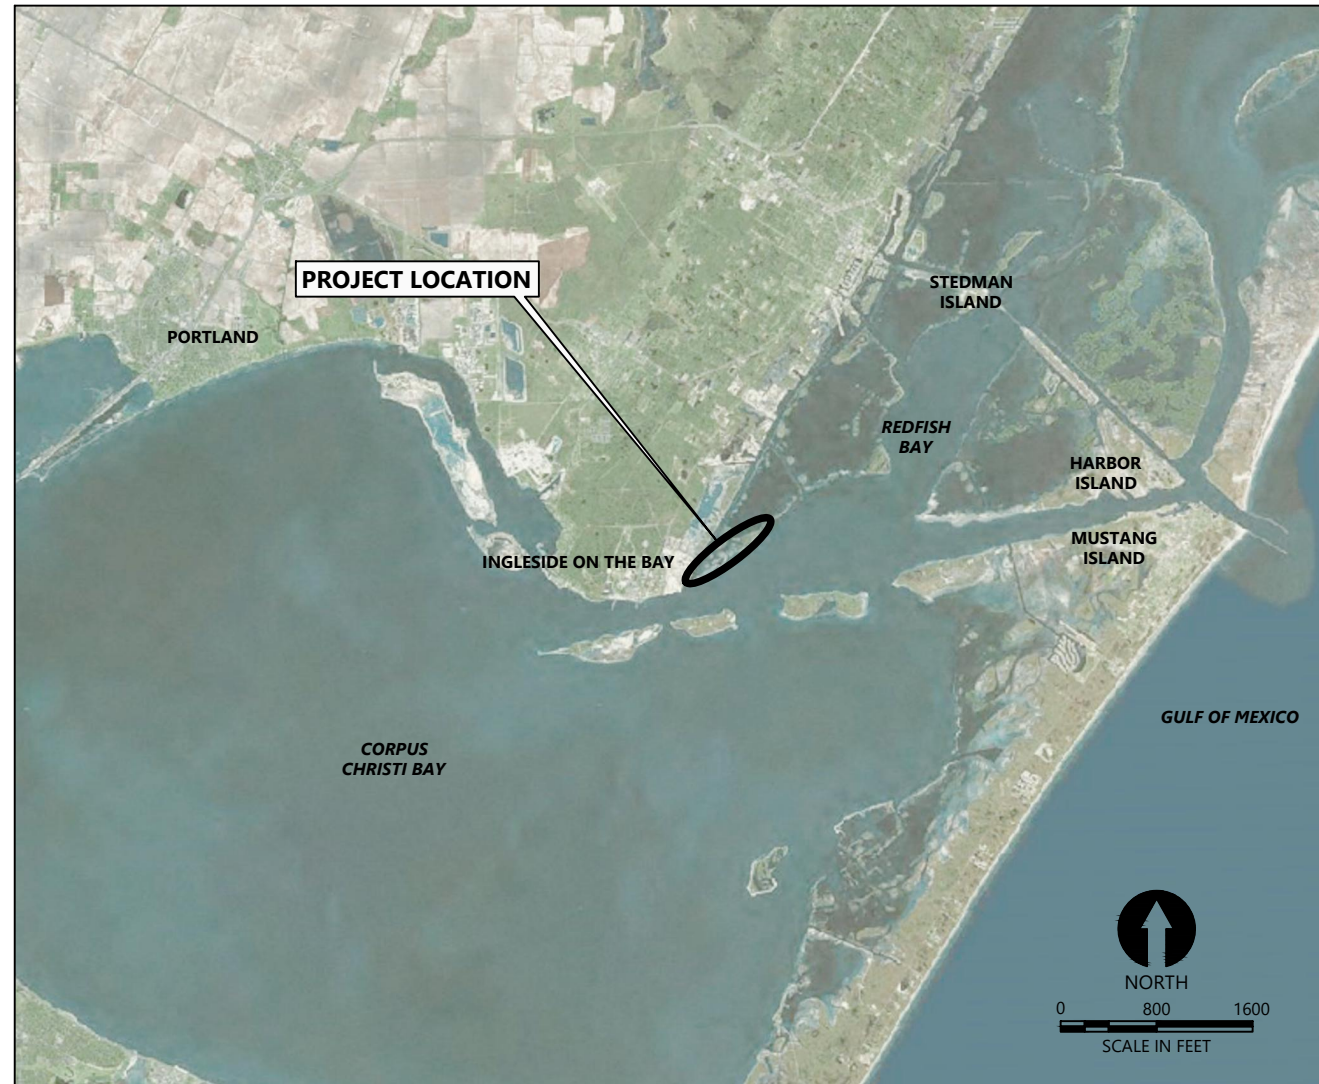 PROJECT LOCATION
PORTLAND
STEDMAN
ISLAND
REDFISH
BAY
HARBOR
ISLAND
MUSTANG
ISLAND
INGLESIDE ON THE BAY
GULF OF MEXICO
CORPUS
CHRISTI BAY
NORTH
0 800 1600
SCALE IN FEET